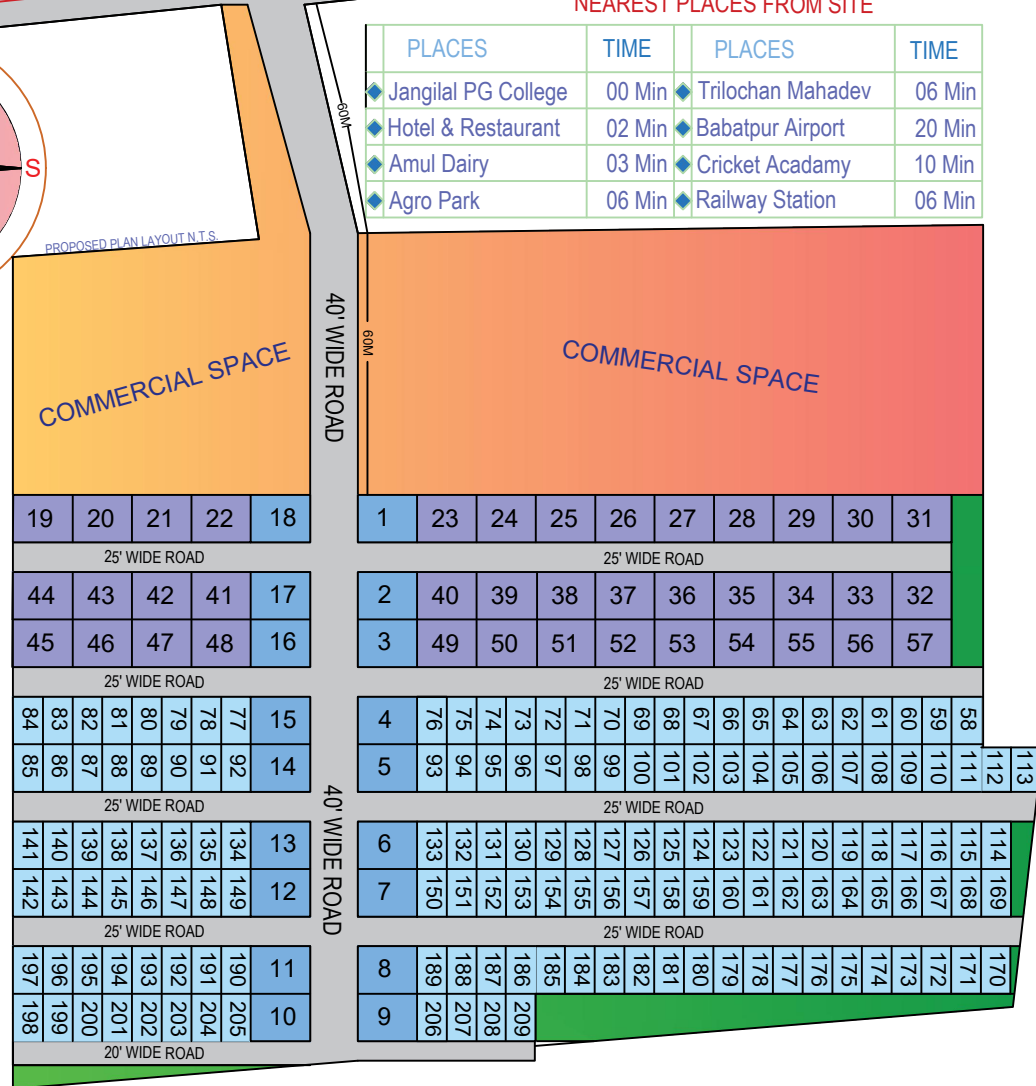 NEAREST PLACES FROM SITE
PLACES TIME PLACES TIME
Jangilal PG College 00 Min Trilochan Mahadev 06 Min
Hotel & Restaurant 02 Min Babatpur Airport 20 Min
Amul Dairy 03 Min Cricket Acadamy 10 Min
Agro Park 06 Min Railway Station 06 Min
60M
S
PROPOSED PLAN LAYOUT N.T.S.
40' WIDE ROAD
60M
COMMERCIAL SPACE
COMMERCIAL SPACE
19 20 21 22 18 1 23 24 25 26 27 28 29 30 31
25' WIDE ROAD 25' WIDE ROAD
44 43 42 41 17 2 40 39 38 37 36 35 34 33 32
45 46 47 48 16 3 49 50 51 52 53 54 55 56 57
25' WIDE ROAD 25' WIDE ROAD
84 83 82 81 80 79 78 77 15 4 76 75 74 73 72 71 70 69 68 67 66 65 64 63 62 61 60 59 58
85 86 87 88 89 90 91 92 14 5 93 94 95 96 97 98 99 100 101 102 103 104 105 106 107 108 109 110 111 112 113
25' WIDE ROAD 40' WIDE ROAD 25' WIDE ROAD
141 140 139 138 137 136 135 134 13 6 133 132 131 130 129 128 127 126 125 124 123 122 121 120 119 118 117 116 115 114
142 143 144 145 146 147 148 149 12 7 150 151 152 153 154 155 156 157 158 159 160 161 162 163 164 165 166 167 168 169
25' WIDE ROAD 25' WIDE ROAD
197 196 195 194 193 192 191 190 11 8 189 188 187 186 185 184 183 182 181 180 179 178 177 176 175 174 173 172 171 170
198 199 200 201 202 203 204 205 10 9 206 207 208 209
20' WIDE ROAD